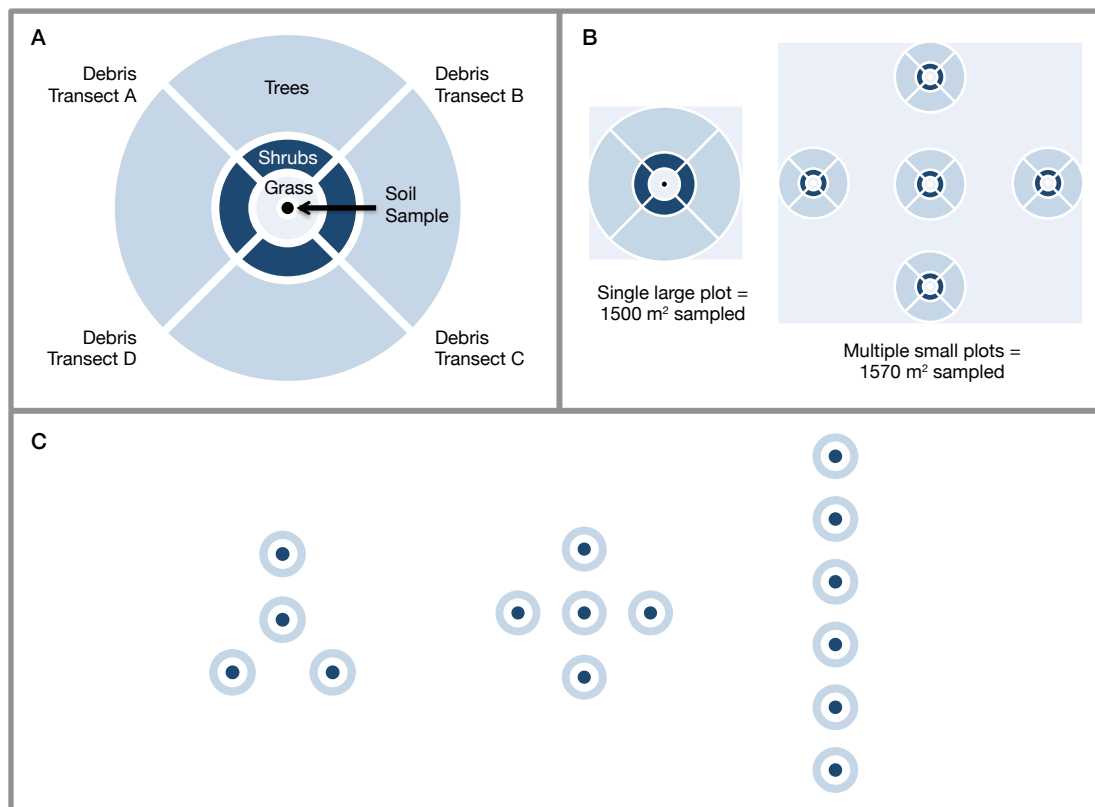 A
Debris
Transect A
Trees
Debris
Transect B
Shrubs
Grass
Soil
Sample
Debris
Transect D
Debris
Transect C
B
Single large plot =
1500 m² sampled
Multiple small plots =
1570 m² sampled
C